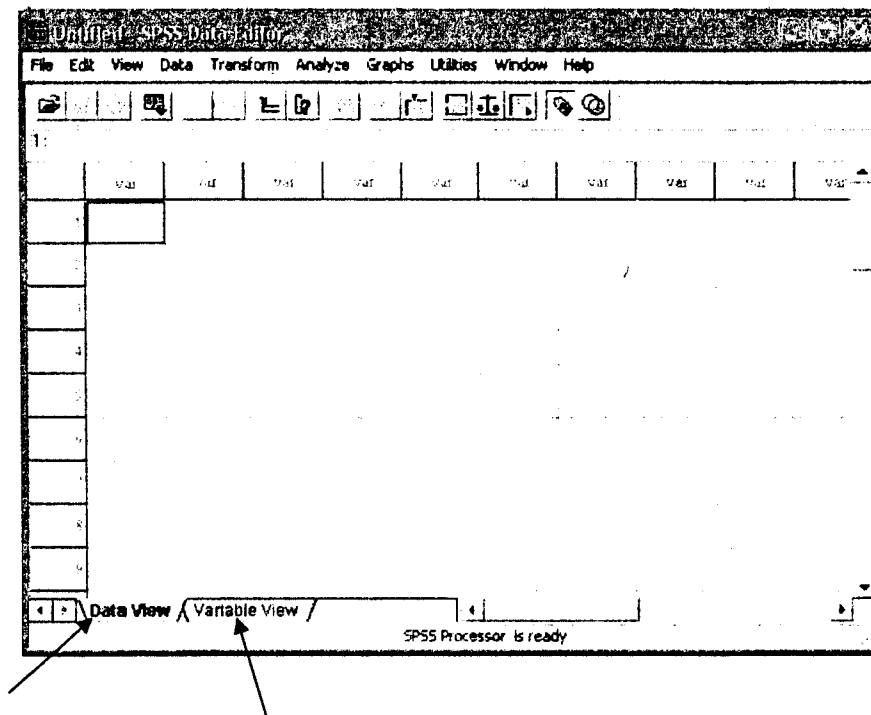 Untitled - SPSS Data Editor
File Edit View Data Transform Analyze Graphs Utilities Window Help
1:
var var var var var var var var var var
1
2
3
4
5
6
7
8
9
Data View Variable View
SPSS Processor is ready